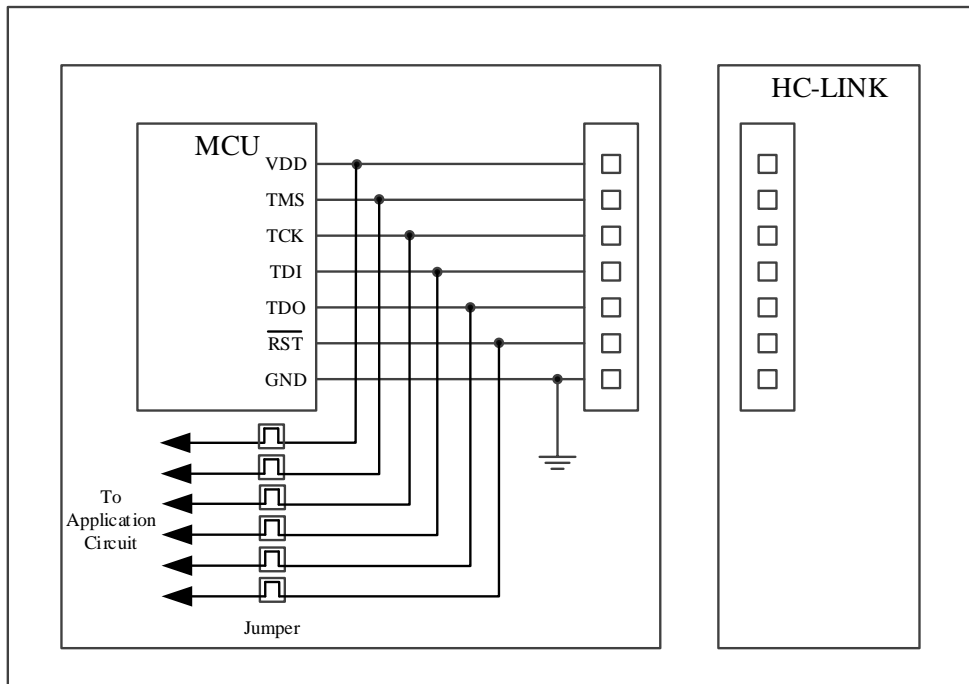 HC-LINK
MCU
VDD
TMS
TCK
TDI
TDO
RST
GND
To
Application
Circuit
Jumper